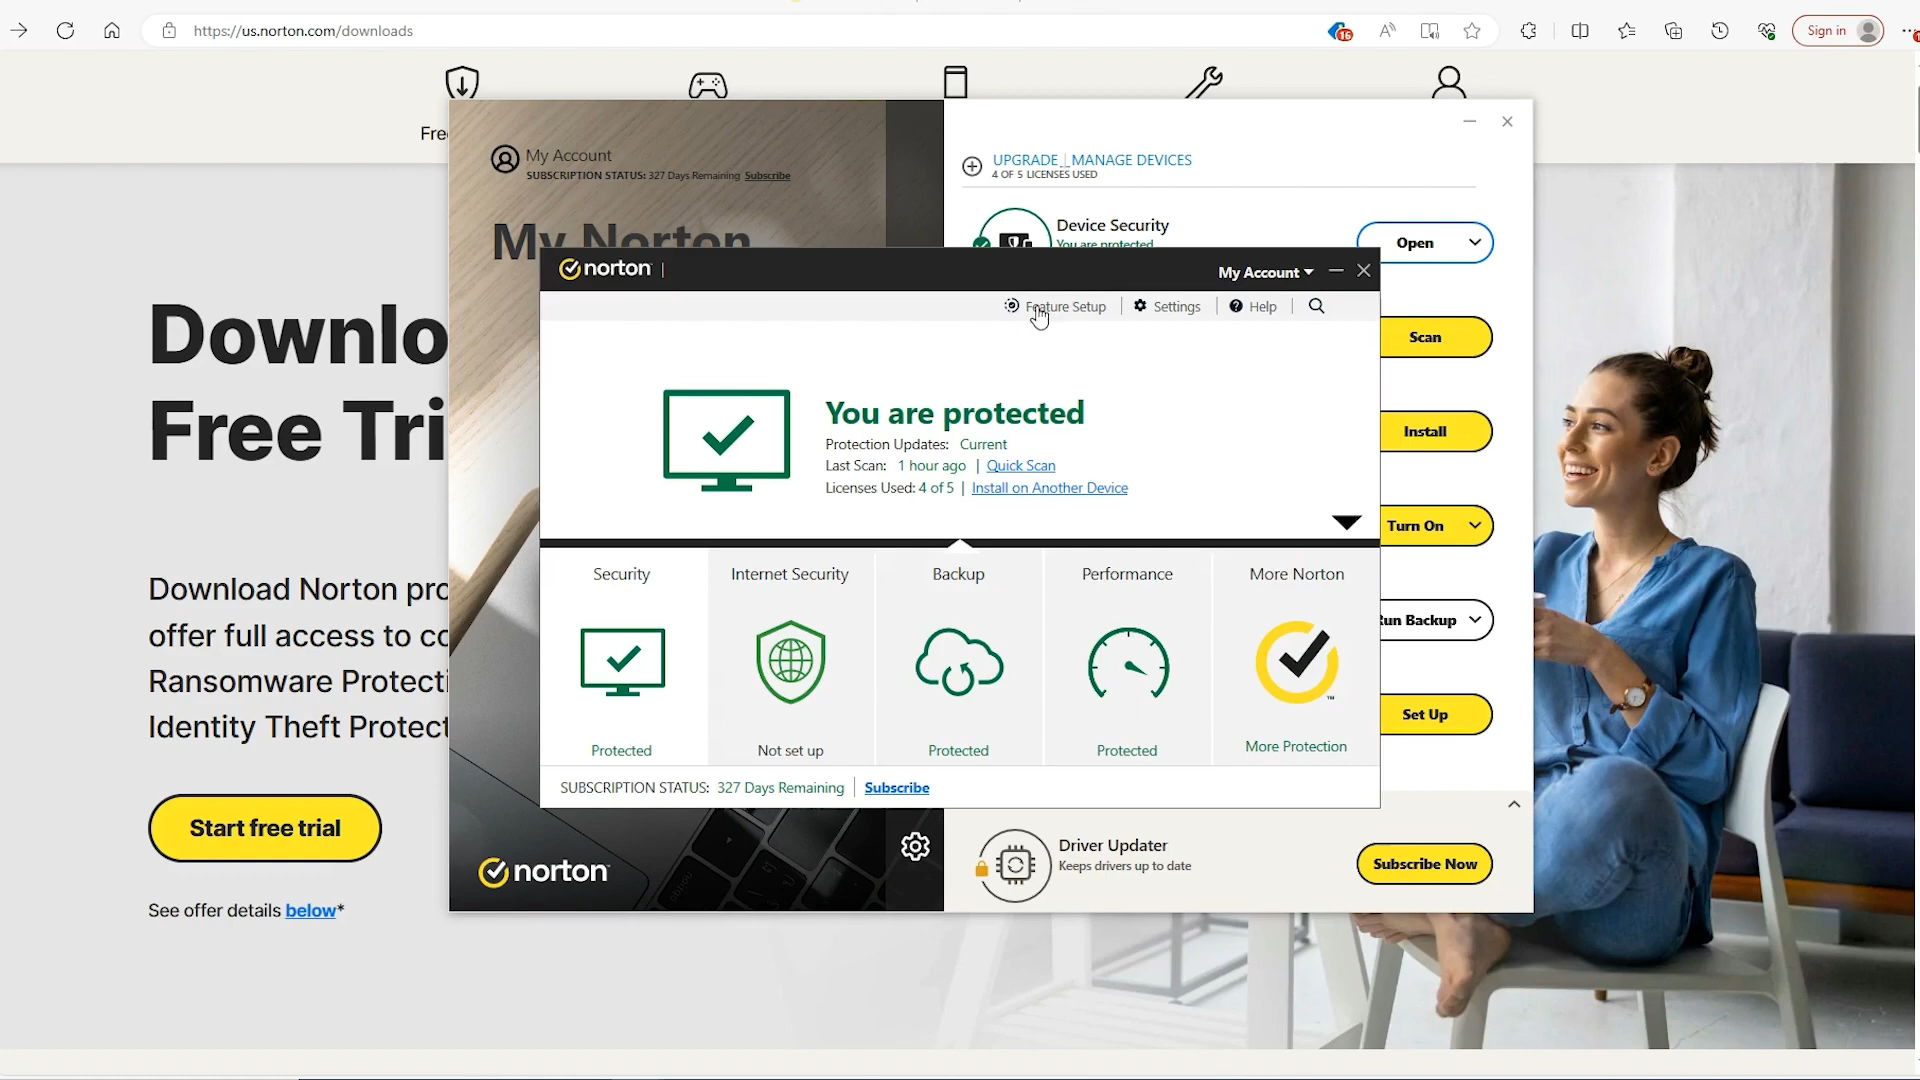 https://us.norton.com/downloads
16
Sign in
Free
My Account
SUBSCRIPTION STATUS: 327 Days Remaining Subscribe
My Norton
UPGRADE | MANAGE DEVICES
4 OF 5 LICENSES USED
Device Security
You are protected
Open
norton
My Account
Feature Setup
Settings
Help
Scan
Install
Turn On
Run Backup
Set Up
You are protected
Protection Updates: Current
Last Scan: 1 hour ago | Quick Scan
Licenses Used: 4 of 5 | Install on Another Device
Security
Internet Security
Backup
Performance
More Norton
TM
Protected
Not set up
Protected
Protected
More Protection
SUBSCRIPTION STATUS: 327 Days Remaining
Subscribe
norton
Driver Updater
Keeps drivers up to date
Subscribe Now
Downlo
Free Tri
Download Norton pro
offer full access to co
Ransomware Protecti
Identity Theft Protect
Start free trial
See offer details below*